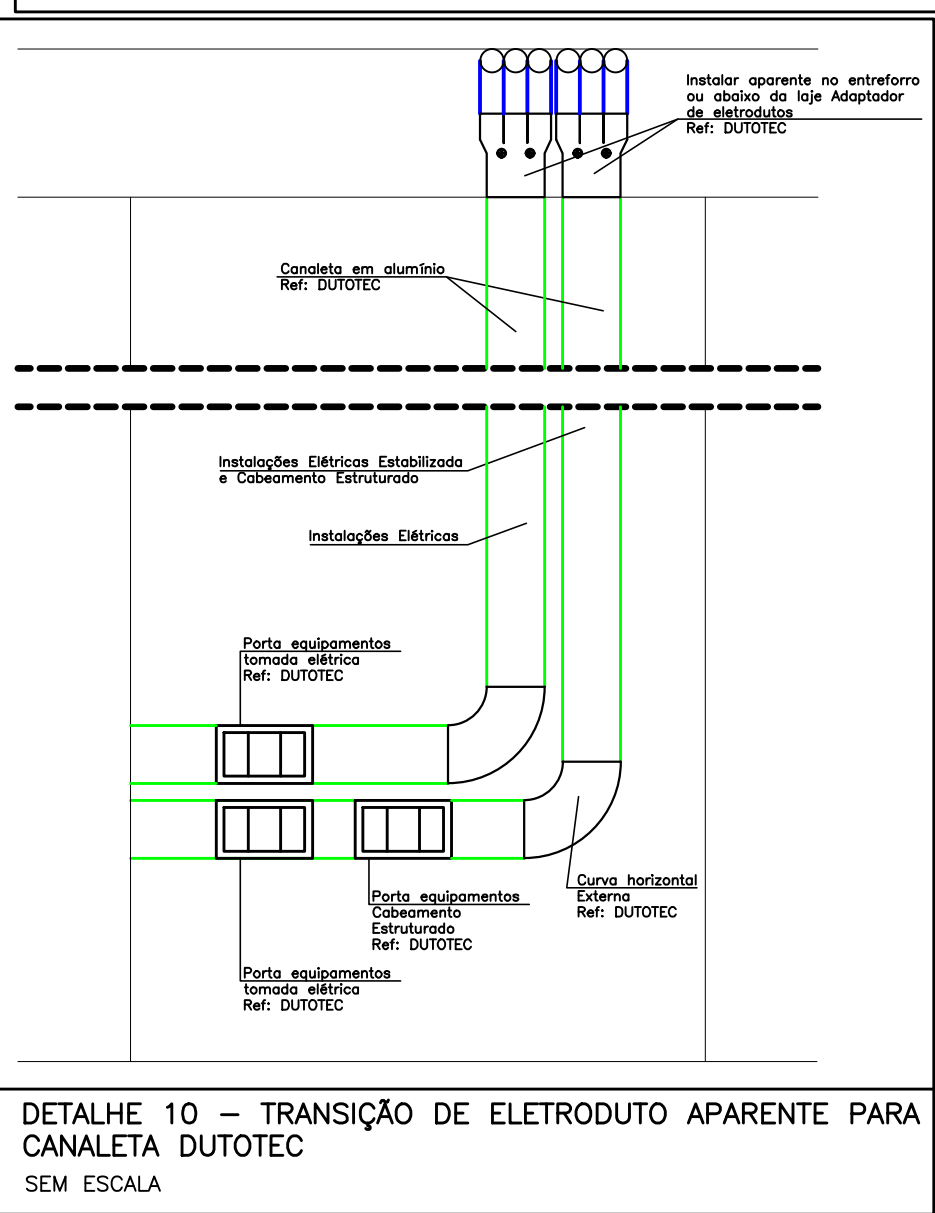 Instalar aparente no entreforro
ou abaixo da laje Adaptador
de eletrodutos
Ref: DUTOTEC
Canaleta em alumínio
Ref: DUTOTEC
Instalações Elétricas Estabilizada
e Cabeamento Estruturado
Instalações Elétricas
Porta equipamentos
tomada elétrica
Ref: DUTOTEC
Curva horizontal
Externa
Ref: DUTOTEC
Porta equipamentos
Cabeamento
Estruturado
Ref: DUTOTEC
Porta equipamentos
tomada elétrica
Ref: DUTOTEC
DETALHE 10 – TRANSIÇÃO DE ELETRODUTO APARENTE PARA
CANALETA DUTOTEC
SEM ESCALA